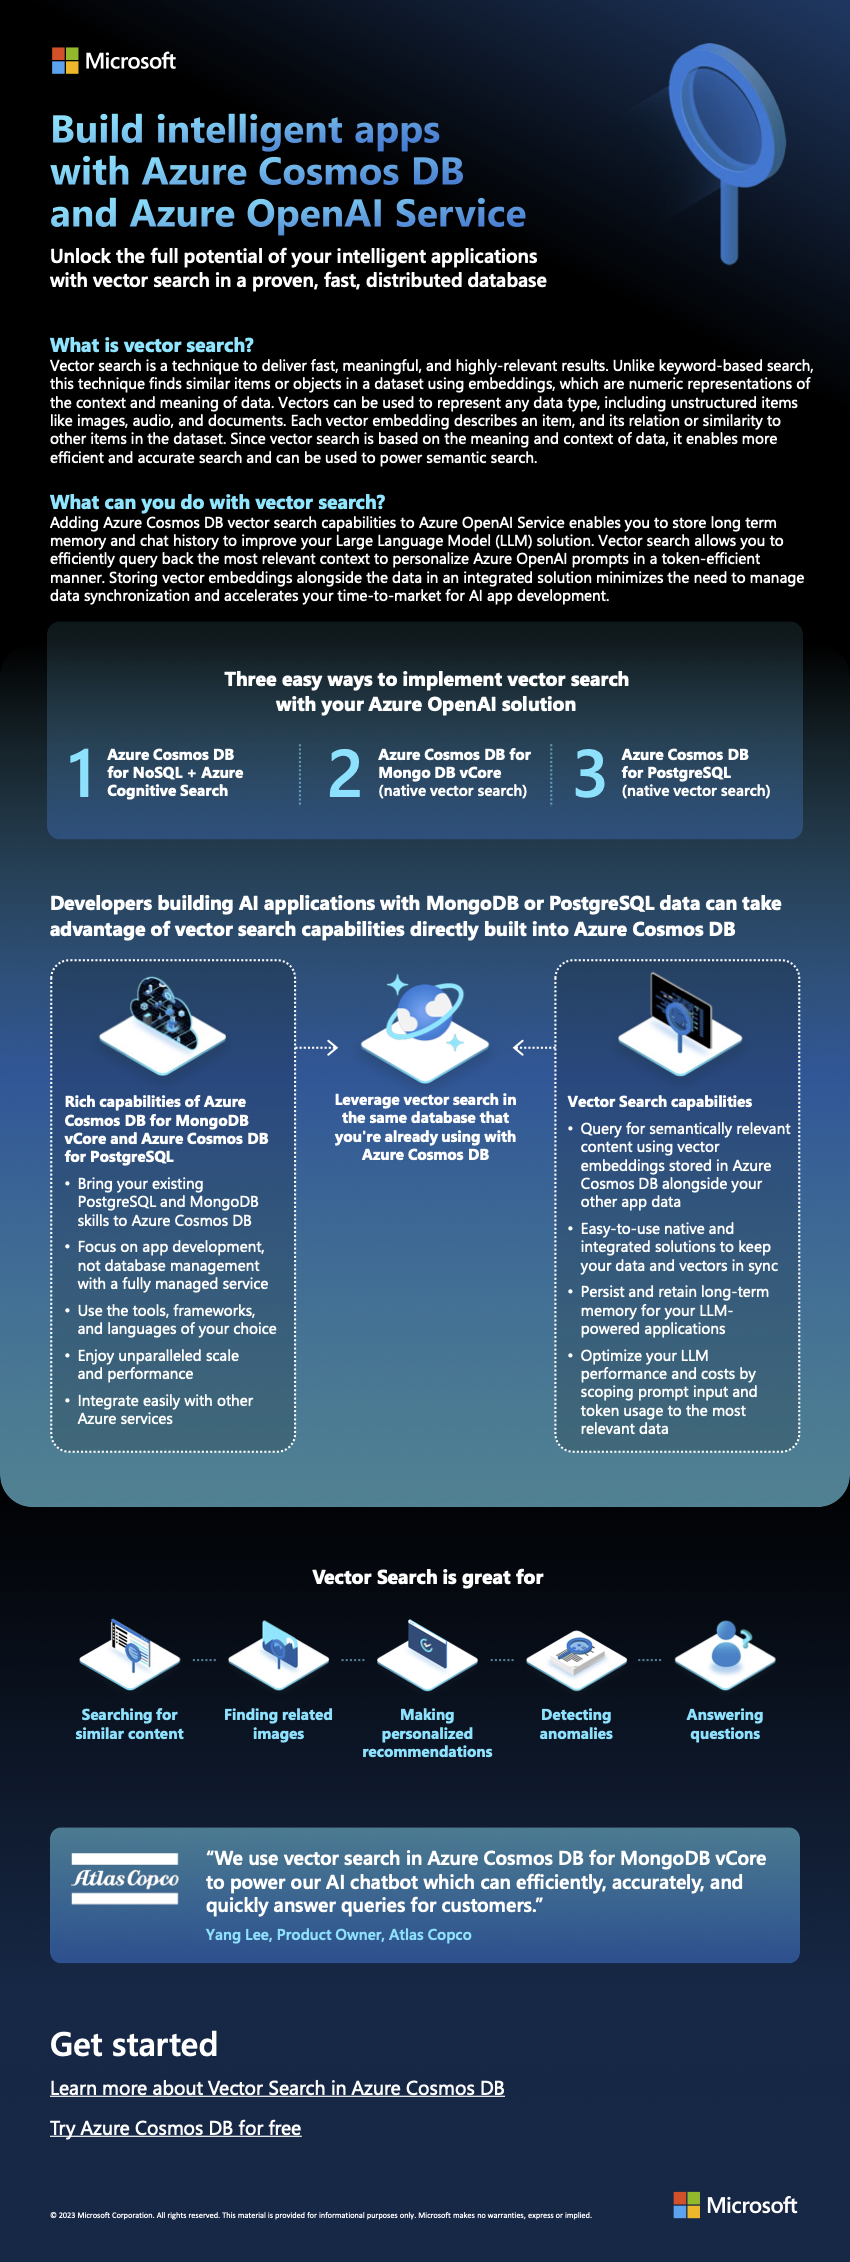 Microsoft
Build intelligent apps
with Azure Cosmos DB
and Azure OpenAI Service
Unlock the full potential of your intelligent applications
with vector search in a proven, fast, distributed database
What is vector search?
Vector search is a technique to deliver fast, meaningful, and highly-relevant results. Unlike keyword-based search,
this technique finds similar items or objects in a dataset using embeddings, which are numeric representations of
the context and meaning of data. Vectors can be used to represent any data type, including unstructured items
like images, audio, and documents. Each vector embedding describes an item, and its relation or similarity to
other items in the dataset. Since vector search is based on the meaning and context of data, it enables more
efficient and accurate search and can be used to power semantic search.
What can you do with vector search?
Adding Azure Cosmos DB vector search capabilities to Azure OpenAI Service enables you to store long term
memory and chat history to improve your Large Language Model (LLM) solution. Vector search allows you to
efficiently query back the most relevant context to personalize Azure OpenAI prompts in a token-efficient
manner. Storing vector embeddings alongside the data in an integrated solution minimizes the need to manage
data synchronization and accelerates your time-to-market for AI app development.
Three easy ways to implement vector search
with your Azure OpenAI solution
1
Azure Cosmos DB
for NoSQL + Azure
Cognitive Search
2
Azure Cosmos DB for
Mongo DB vCore
(native vector search)
3
Azure Cosmos DB
for PostgreSQL
(native vector search)
Developers building AI applications with MongoDB or PostgreSQL data can take
advantage of vector search capabilities directly built into Azure Cosmos DB
Rich capabilities of Azure
Cosmos DB for MongoDB
vCore and Azure Cosmos DB
for PostgreSQL
• Bring your existing
PostgreSQL and MongoDB
skills to Azure Cosmos DB
• Focus on app development,
not database management
with a fully managed service
• Use the tools, frameworks,
and languages of your choice
• Enjoy unparalleled scale
and performance
• Integrate easily with other
Azure services
Leverage vector search in
the same database that
you're already using with
Azure Cosmos DB
Vector Search capabilities
• Query for semantically relevant
content using vector
embeddings stored in Azure
Cosmos DB alongside your
other app data
• Easy-to-use native and
integrated solutions to keep
your data and vectors in sync
• Persist and retain long-term
memory for your LLM-
powered applications
• Optimize your LLM
performance and costs by
scoping prompt input and
token usage to the most
relevant data
Vector Search is great for
Searching for
similar content
Finding related
images
Making
personalized
recommendations
Detecting
anomalies
Answering
questions
Atlas Copco
“We use vector search in Azure Cosmos DB for MongoDB vCore
to power our AI chatbot which can efficiently, accurately, and
quickly answer queries for customers.”
Yang Lee, Product Owner, Atlas Copco
Get started
Learn more about Vector Search in Azure Cosmos DB
Try Azure Cosmos DB for free
© 2023 Microsoft Corporation. All rights reserved. This material is provided for informational purposes only. Microsoft makes no warranties, express or implied.
Microsoft